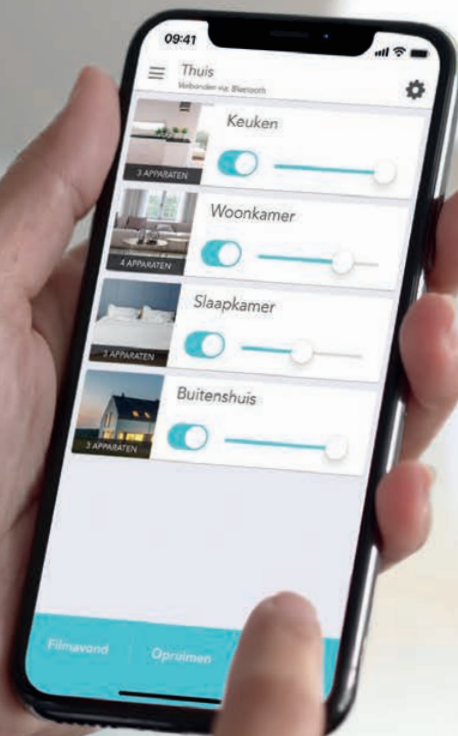 09:41
Thuis
Verbonden via Bluetooth
Keuken
3 APPARATEN
Woonkamer
4 APPARATEN
Slaapkamer
3 APPARATEN
Buitenshuis
3 APPARATEN
Filmavond
Opruimen